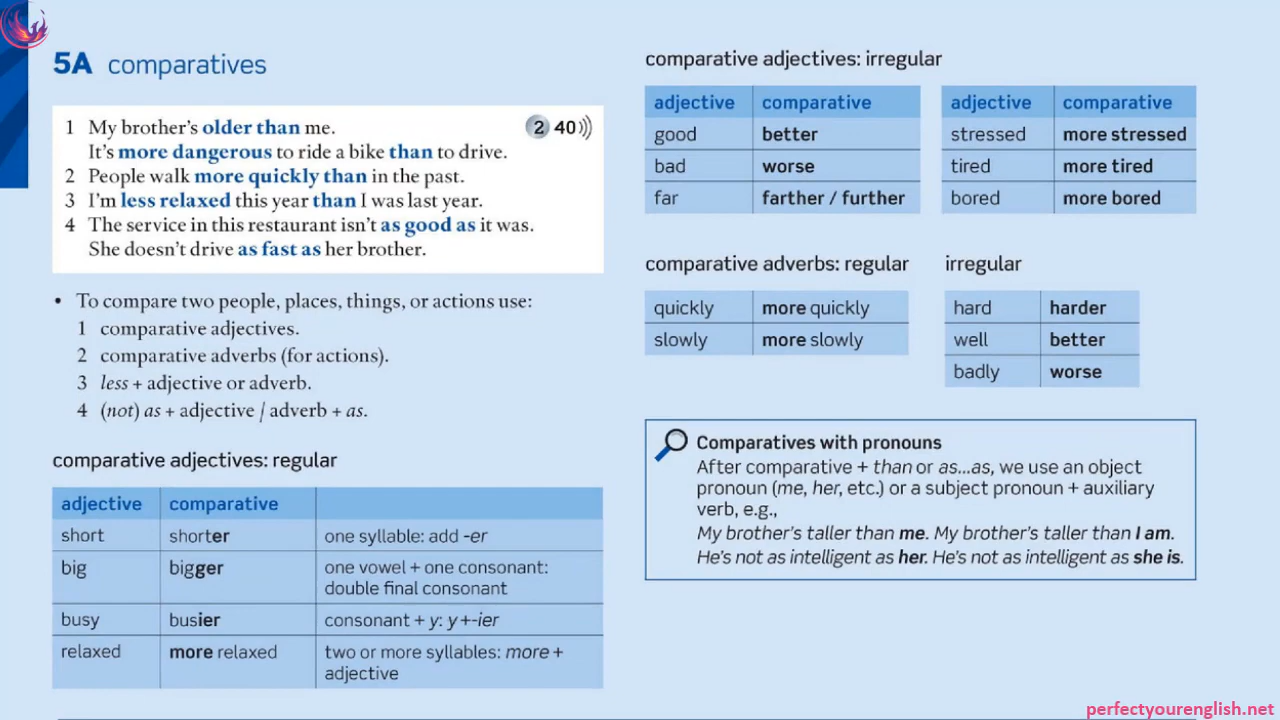 5A comparatives
1 My brother's older than me.
2 40
It's more dangerous to ride a bike than to drive.
2 People walk more quickly than in the past.
3 I'm less relaxed this year than I was last year.
4 The service in this restaurant isn't as good as it was.
She doesn't drive as fast as her brother.
• To compare two people, places, things, or actions use:
1 comparative adjectives.
2 comparative adverbs (for actions).
3 less + adjective or adverb.
4 (not) as + adjective / adverb + as.
comparative adjectives: regular
adjective comparative
short shorter one syllable: add -er
big bigger one vowel + one consonant:
double final consonant
busy busier consonant + y: y +-ier
relaxed more relaxed two or more syllables: more +
adjective
comparative adjectives: irregular
adjective comparative
good better
bad worse
far farther / further
adjective comparative
stressed more stressed
tired more tired
bored more bored
comparative adverbs: regular
quickly more quickly
slowly more slowly
irregular
hard harder
well better
badly worse
Comparatives with pronouns
After comparative + than or as...as, we use an object
pronoun (me, her, etc.) or a subject pronoun + auxiliary
verb, e.g.,
My brother's taller than me. My brother's taller than I am.
He's not as intelligent as her. He's not as intelligent as she is.
perfectyourenglish.net